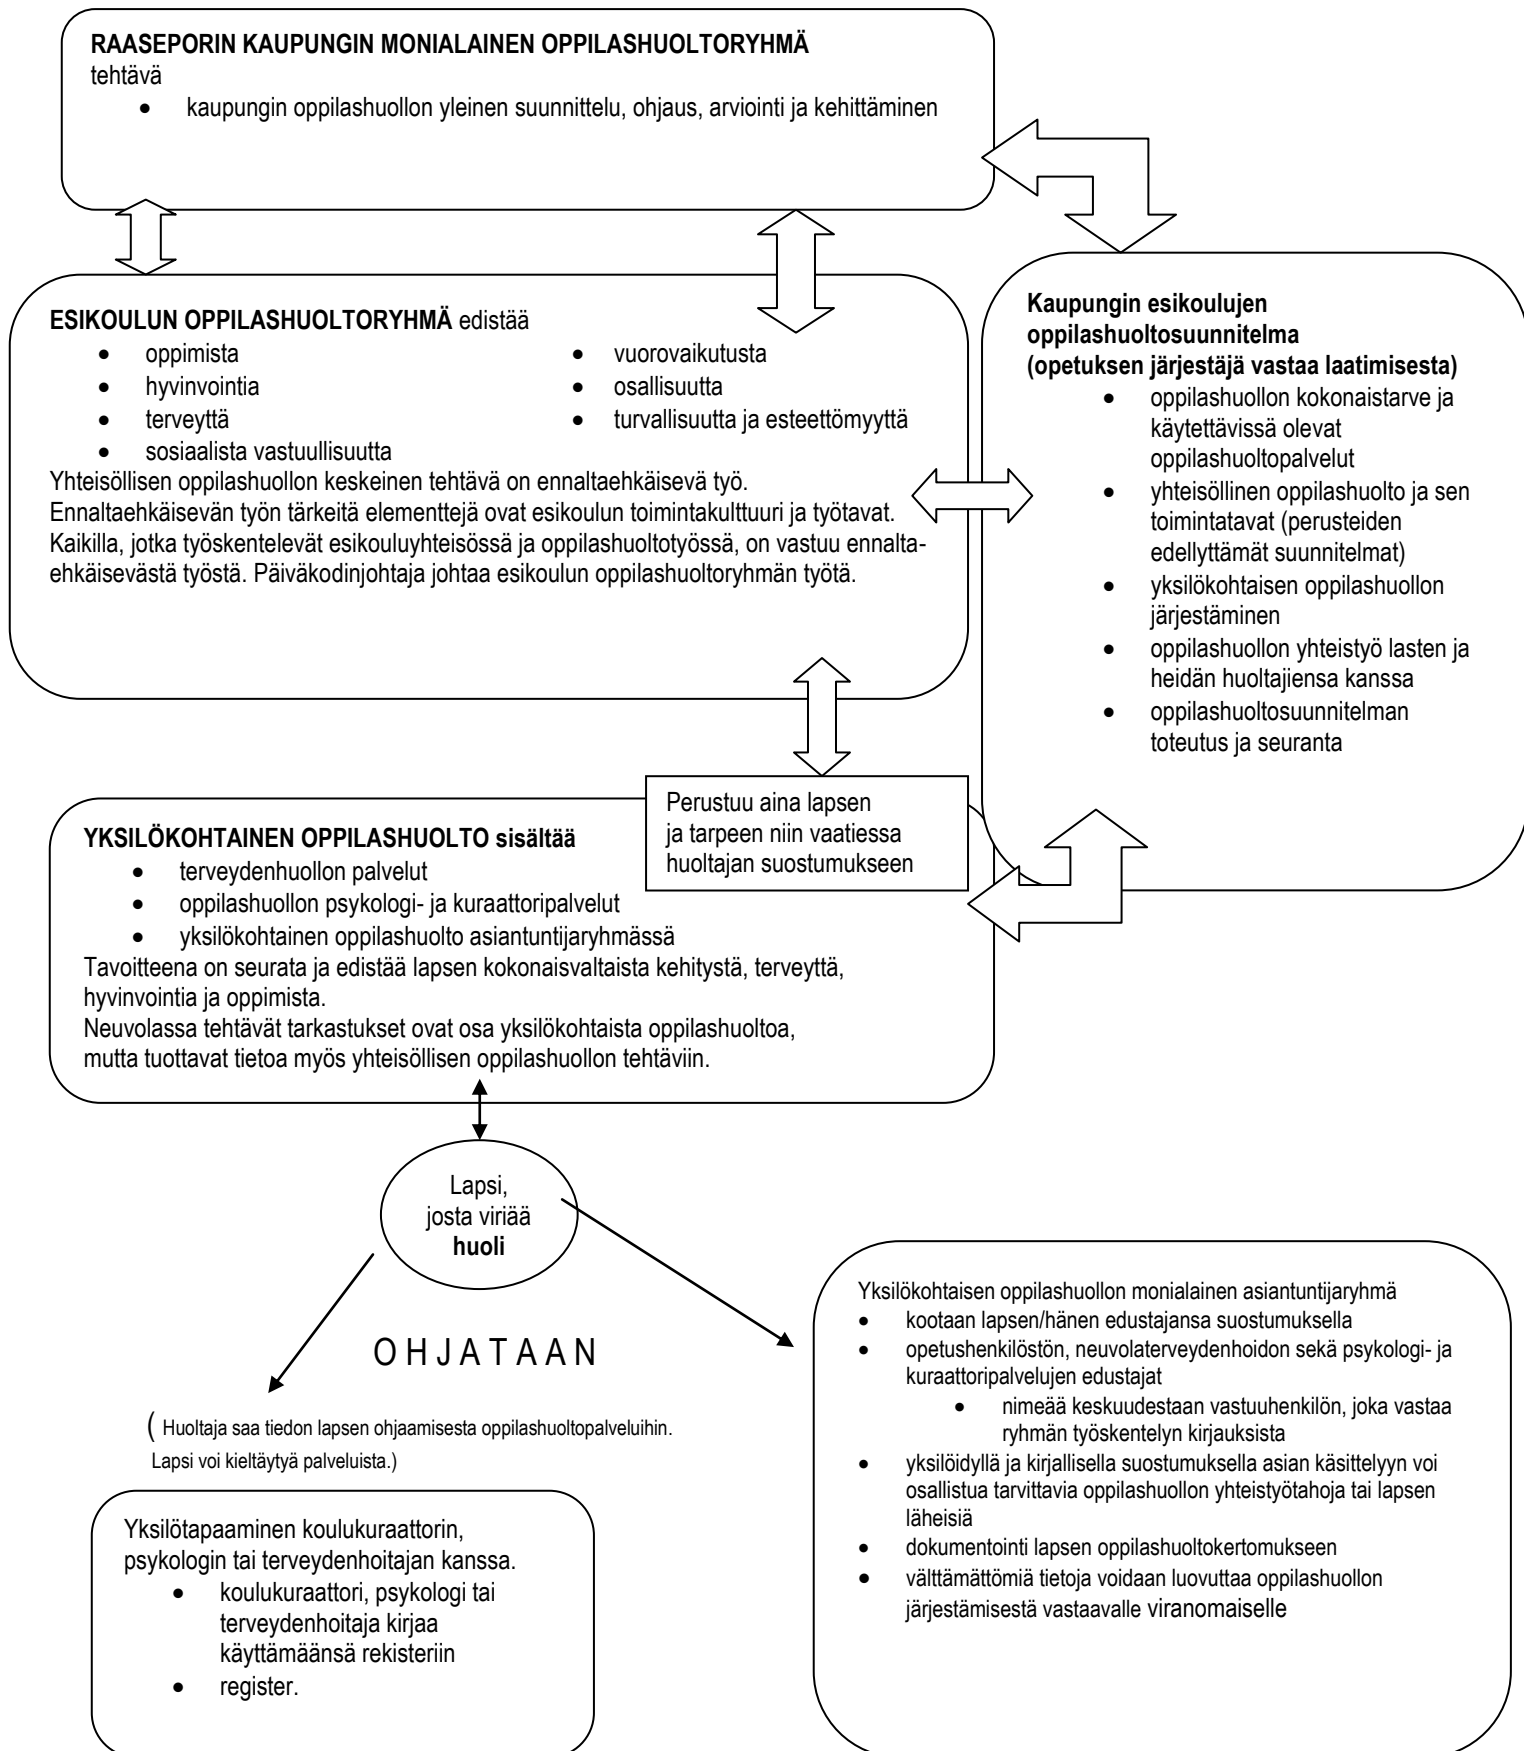 RAASEPORIN KAUPUNGIN MONIALAINEN OPPILASHUOLTORYHMÄ
tehtävä
• kaupungin oppilashuollon yleinen suunnittelu, ohjaus, arviointi ja kehittäminen
ESIKOULUN OPPILASHUOLTORYHMÄ edistää
• oppimista
• hyvinvointia
• terveyttä
• sosiaalista vastuullisuutta
• vuorovaikutusta
• osallisuutta
• turvallisuutta ja esteettömyyttä
Yhteisöllisen oppilashuollon keskeinen tehtävä on ennaltaehkäisevä työ.
Ennaltaehkäisevän työn tärkeitä elementtejä ovat esikoulun toimintakulttuuri ja työtavat.
Kaikilla, jotka työskentelevät esikouluyhteisössä ja oppilashuoltotyössä, on vastuu ennalta-
ehkäisevästä työstä. Päiväkodinjohtaja johtaa esikoulun oppilashuoltoryhmän työtä.
Kaupungin esikoulujen
oppilashuoltosuunnitelma
(opetuksen järjestäjä vastaa laatimisesta)
• oppilashuollon kokonaistarve ja
käytettävissä olevat
oppilashuoltopalvelut
• yhteisöllinen oppilashuolto ja sen
toimintatavat (perusteiden
edellyttämät suunnitelmat)
• yksilökohtaisen oppilashuollon
järjestäminen
• oppilashuollon yhteistyö lasten ja
heidän huoltajiensa kanssa
• oppilashuoltosuunnitelman
toteutus ja seuranta
Perustuu aina lapsen
ja tarpeen niin vaatiessa
huoltajan suostumukseen
YKSILÖKOHTAINEN OPPILASHUOLTO sisältää
• terveydenhuollon palvelut
• oppilashuollon psykologi- ja kuraattoripalvelut
• yksilökohtainen oppilashuolto asiantuntijaryhmässä
Tavoitteena on seurata ja edistää lapsen kokonaisvaltaista kehitystä, terveyttä,
hyvinvointia ja oppimista.
Neuvolassa tehtävät tarkastukset ovat osa yksilökohtaista oppilashuoltoa,
mutta tuottavat tietoa myös yhteisöllisen oppilashuollon tehtäviin.
Lapsi,
josta viriää
huoli
O H J A T A A N
( Huoltaja saa tiedon lapsen ohjaamisesta oppilashuoltopalveluihin.
Lapsi voi kieltäytyä palveluista.)
Yksilötapaaminen koulukuraattorin,
psykologin tai terveydenhoitajan kanssa.
• koulukuraattori, psykologi tai
terveydenhoitaja kirjaa
käyttämäänsä rekisteriin
• register.
Yksilökohtaisen oppilashuollon monialainen asiantuntijaryhmä
• kootaan lapsen/hänen edustajansa suostumuksella
• opetushenkilöstön, neuvolaterveydenhoidon sekä psykologi- ja
kuraattoripalvelujen edustajat
• nimeää keskuudestaan vastuuhenkilön, joka vastaa
ryhmän työskentelyn kirjauksista
• yksilöidyllä ja kirjallisella suostumuksella asian käsittelyyn voi
osallistua tarvittavia oppilashuollon yhteistyötahoja tai lapsen
läheisiä
• dokumentointi lapsen oppilashuoltokertomukseen
• välttämättömiä tietoja voidaan luovuttaa oppilashuollon
järjestämisestä vastaavalle viranomaiselle